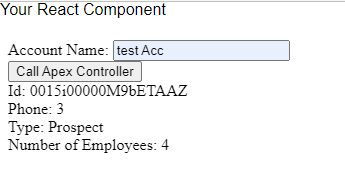 Your React Component
Account Name: test Acc
Call Apex Controller
Id: 0015i00000M9bETAAZ
Phone: 3
Type: Prospect
Number of Employees: 4